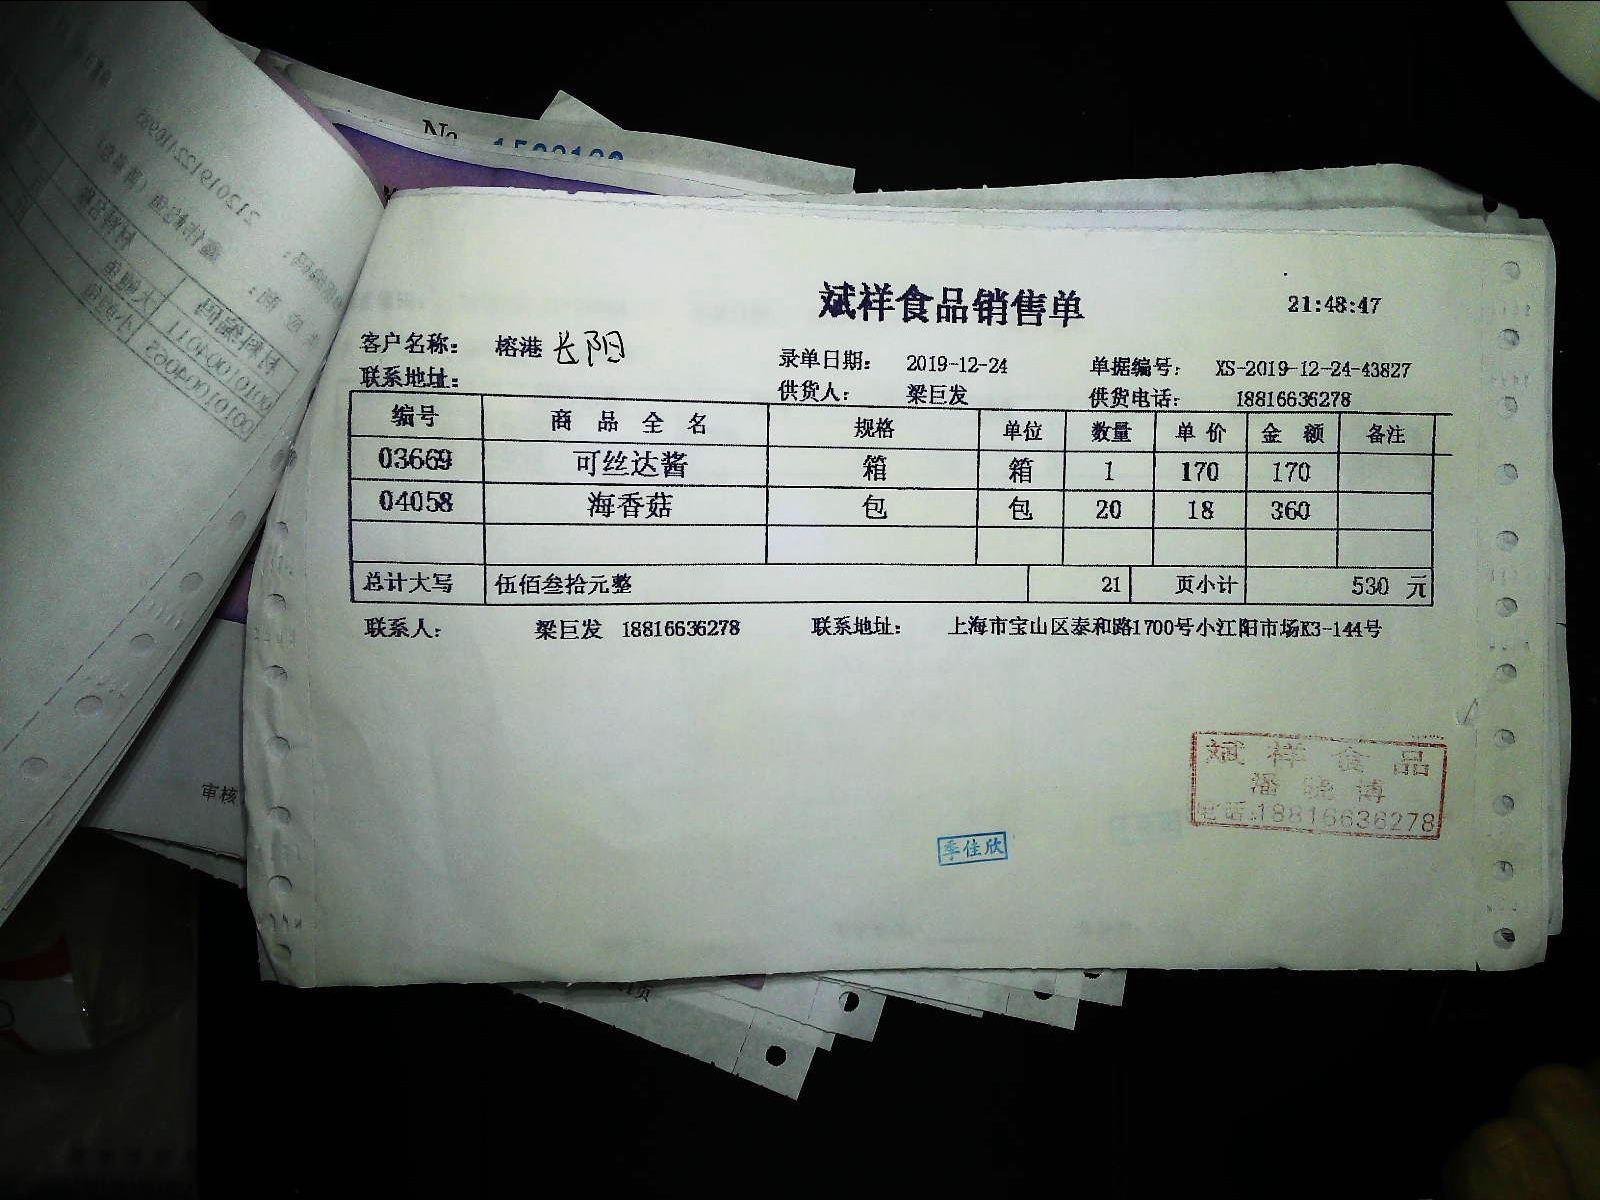 No
斌祥食品销售单
21:48:47
客户名称: 榕港 长阳
录单日期: 2019-12-24
单据编号: XS-2019-12-24-43827
联系地址:
供货人: 梁巨发
供货电话: 18816636278
编号 商品全名 规格 单位 数量 单价 金额 备注
03669 可丝达酱 箱 箱 1 170 170
04058 海香菇 包 包 20 18 360
总计大写 伍佰叁拾元整 21 页小计 530 元
联系人: 梁巨发 18816636278 联系地址: 上海市宝山区泰和路1700号小江阳市场K3-144号
斌祥食品
潘晓博
电话:18816636278
季佳欣
审核